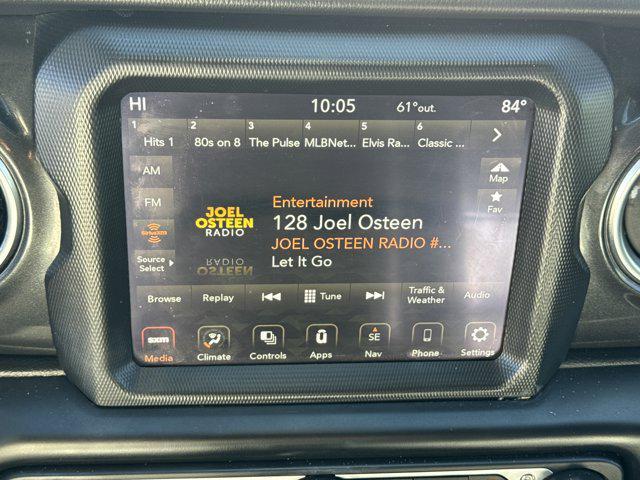 HI 10:05 61°out. 84°
1 2 3 4 5 6
Hits 1 80s on 8 The Pulse MLBNet... Elvis Ra... Classic ...
AM
FM
siriusxm
Source
Select
Map
Fav
JOEL
OSTEEN
RADIO
Entertainment
128 Joel Osteen
JOEL OSTEEN RADIO #...
Let It Go
Browse Replay Tune Traffic & Weather Audio
sxm SE
Media Climate Controls Apps Nav Phone Settings